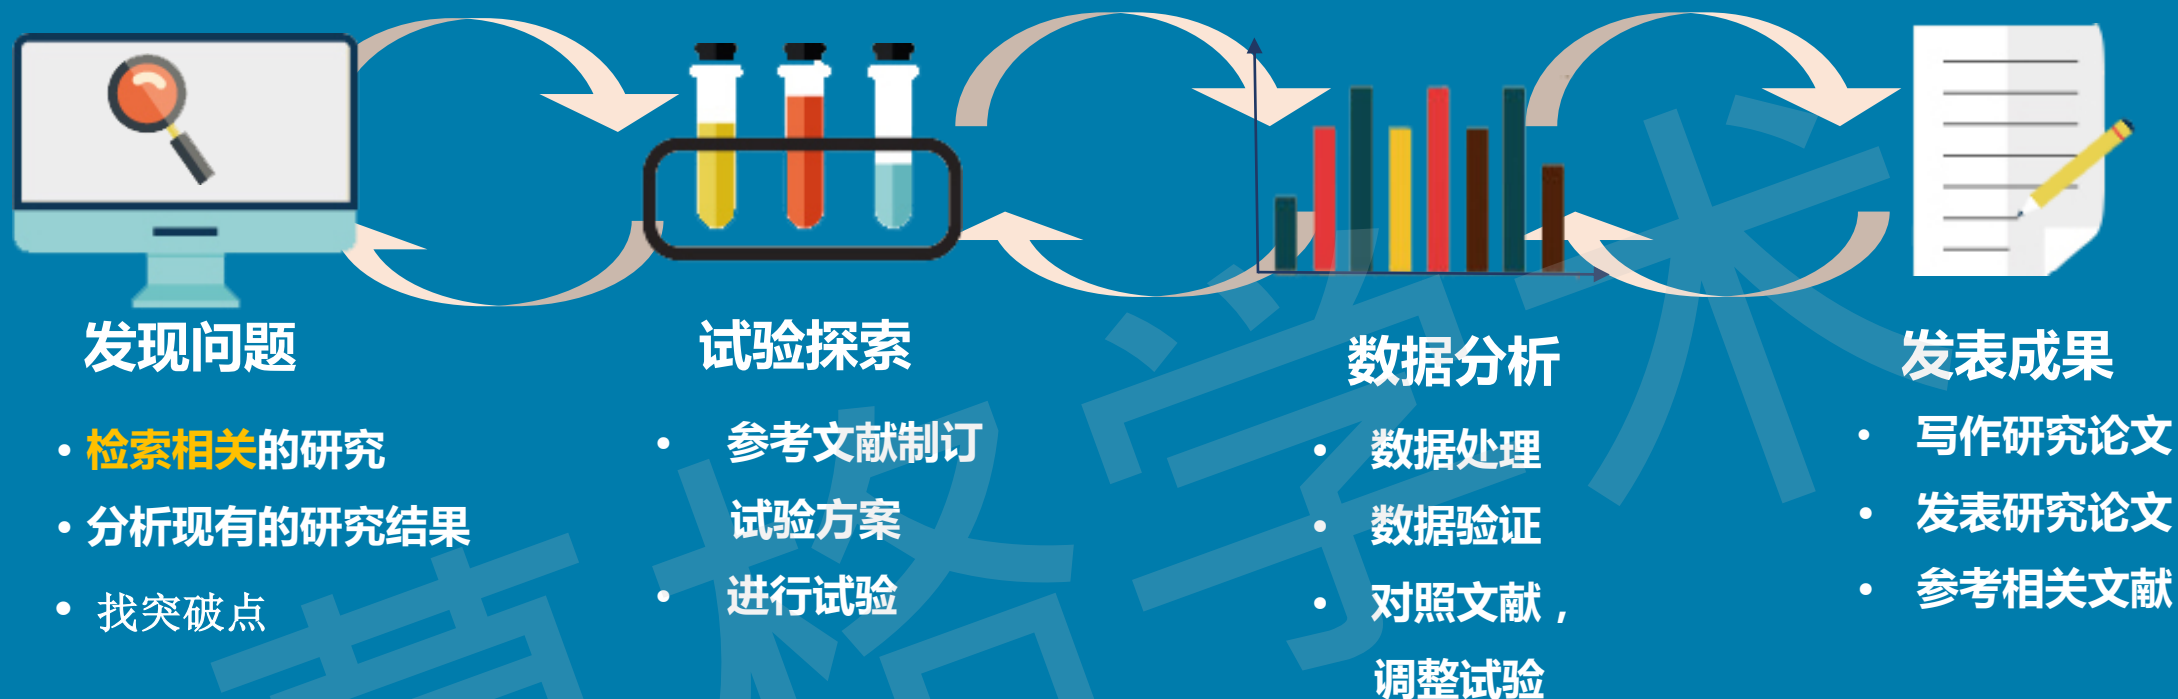 发现问题
• 检索相关的研究
• 分析现有的研究结果
• 找突破点
试验探索
• 参考文献制订
试验方案
• 进行试验
数据分析
• 数据处理
• 数据验证
• 对照文献，
调整试验
发表成果
• 写作研究论文
• 发表研究论文
• 参考相关文献